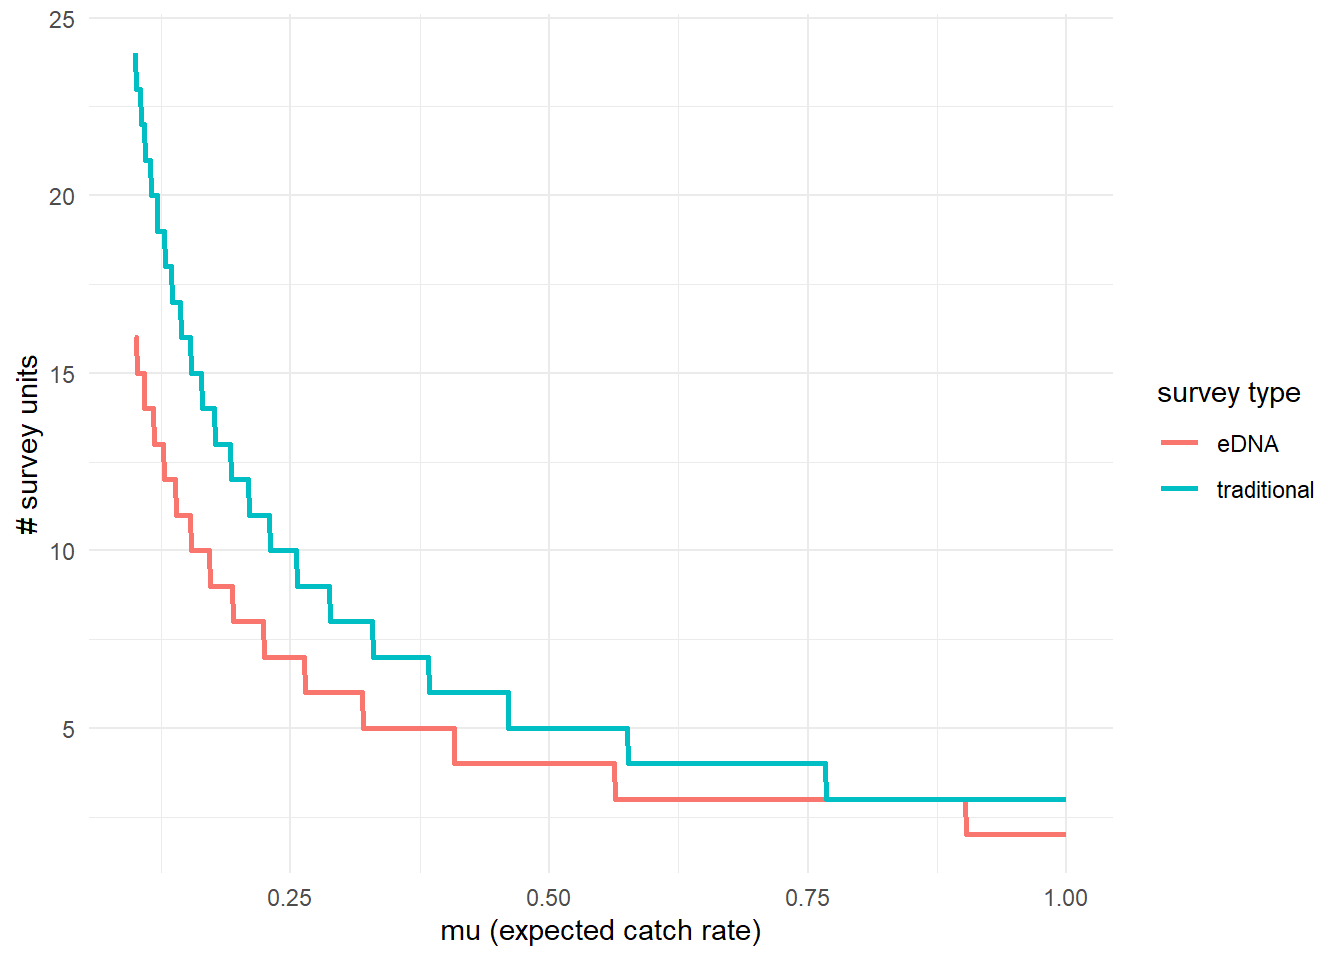 25
20
15
10
5
# survey units
0.25 0.50 0.75 1.00
mu (expected catch rate)
survey type
eDNA
traditional